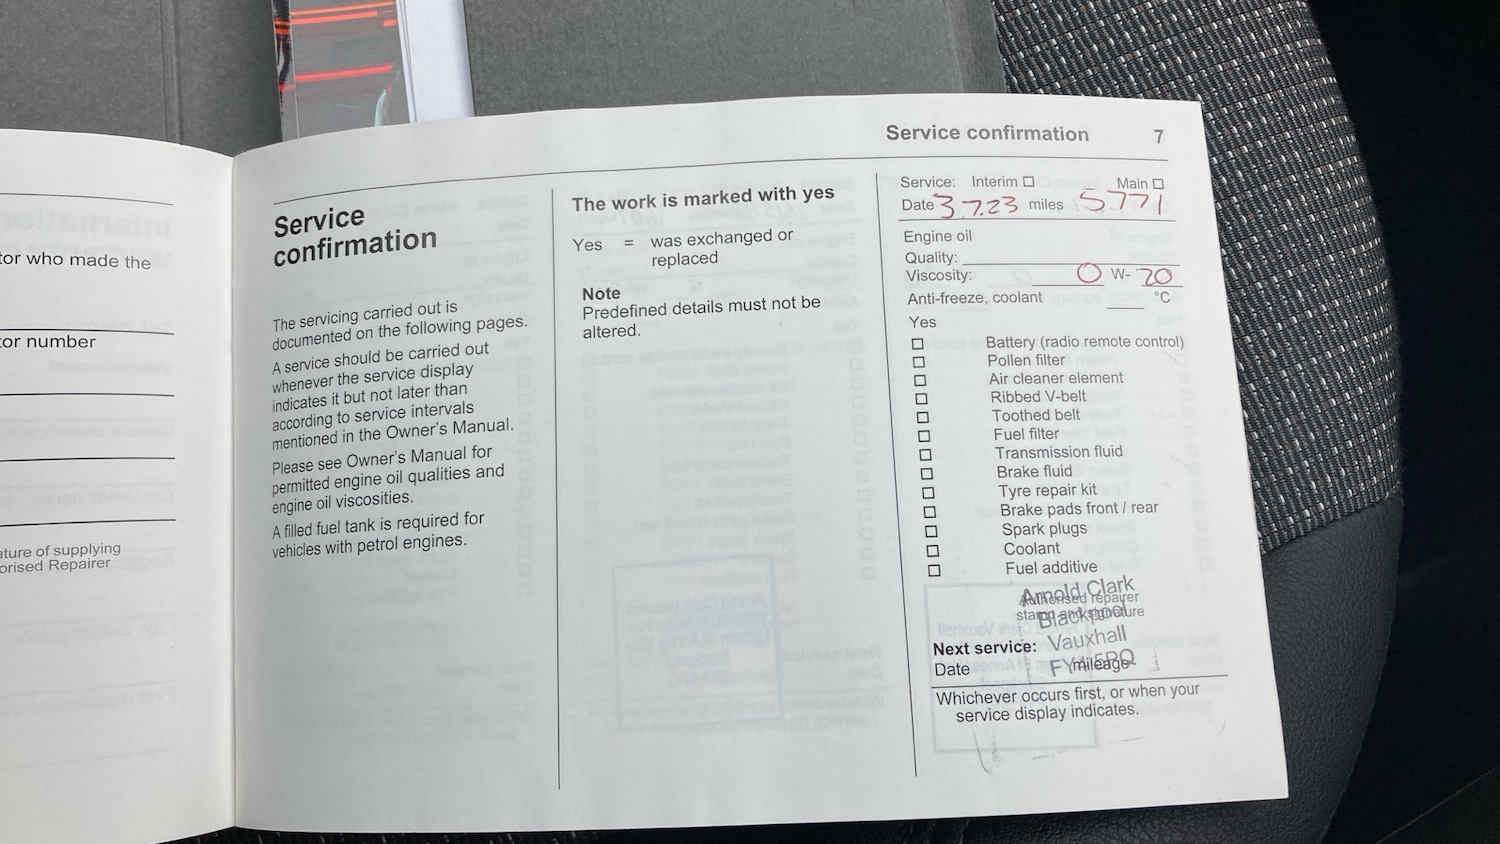 tor who made the
tor number
ature of supplying
orised Repairer
Service confirmation 7
Service
confirmation
The servicing carried out is
documented on the following pages.
A service should be carried out
whenever the service display
indicates it but not later than
according to service intervals
mentioned in the Owner's Manual.
Please see Owner's Manual for
permitted engine oil qualities and
engine oil viscosities.
A filled fuel tank is required for
vehicles with petrol engines.
The work is marked with yes
Yes = was exchanged or
replaced
Note
Predefined details must not be
altered.
Service: Interim Main
Date 3.7.23 miles 5771
Engine oil
Quality:
Viscosity: 0 W- 20
Anti-freeze, coolant °C
Yes
Battery (radio remote control)
Pollen filter
Air cleaner element
Ribbed V-belt
Toothed belt
Fuel filter
Transmission fluid
Brake fluid
Tyre repair kit
Brake pads front / rear
Spark plugs
Coolant
Fuel additive
Arnold Clark
Authorised repairer
stamp and signature
Blackpool
Vauxhall
Next service:
Date mileage
Whichever occurs first, or when your
service display indicates.